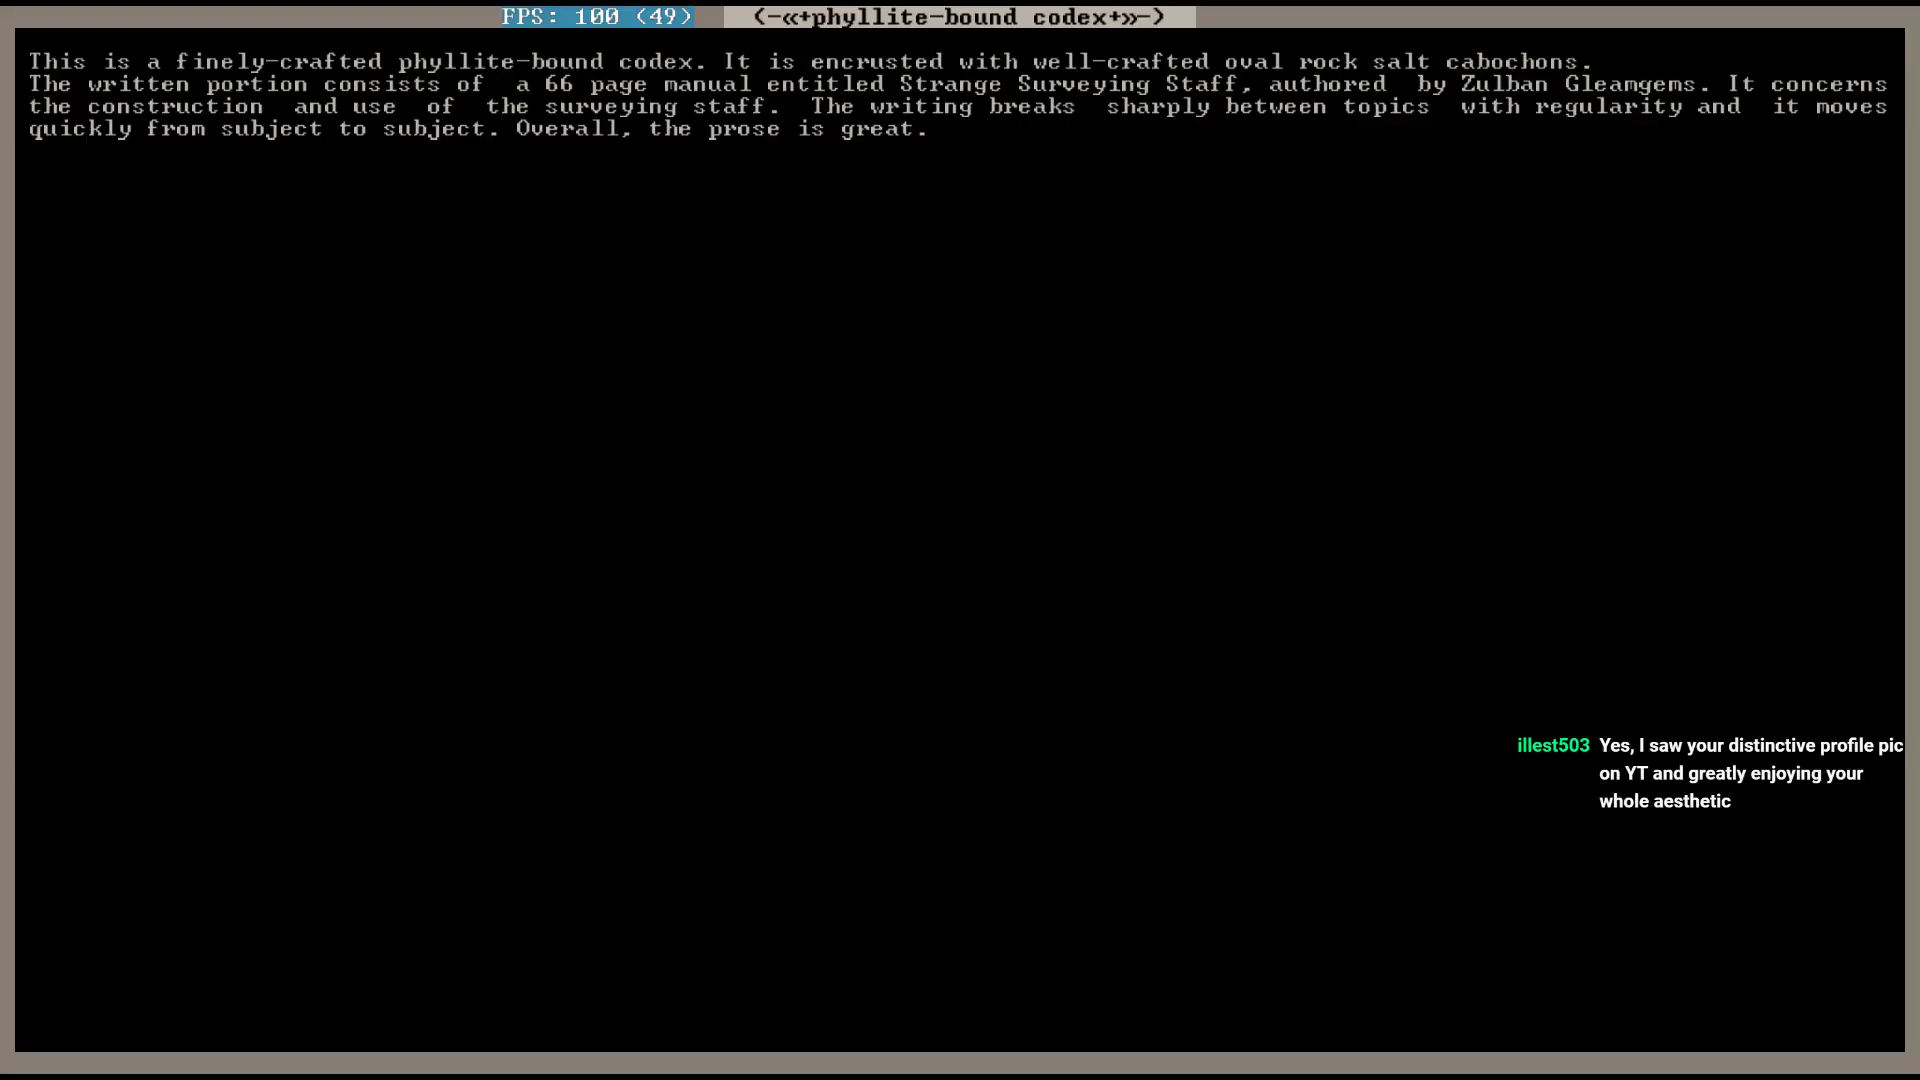 FPS: 100 (49)
(-«+phyllite-bound codex+»-)
This is a finely-crafted phyllite-bound codex. It is encrusted with well-crafted oval rock salt cabochons.
The written portion consists of a 66 page manual entitled Strange Surveying Staff, authored by Zulban Gleamgems. It concerns
the construction and use of the surveying staff. The writing breaks sharply between topics with regularity and it moves
quickly from subject to subject. Overall, the prose is great.
illest503 Yes, I saw your distinctive profile pic
on YT and greatly enjoying your
whole aesthetic